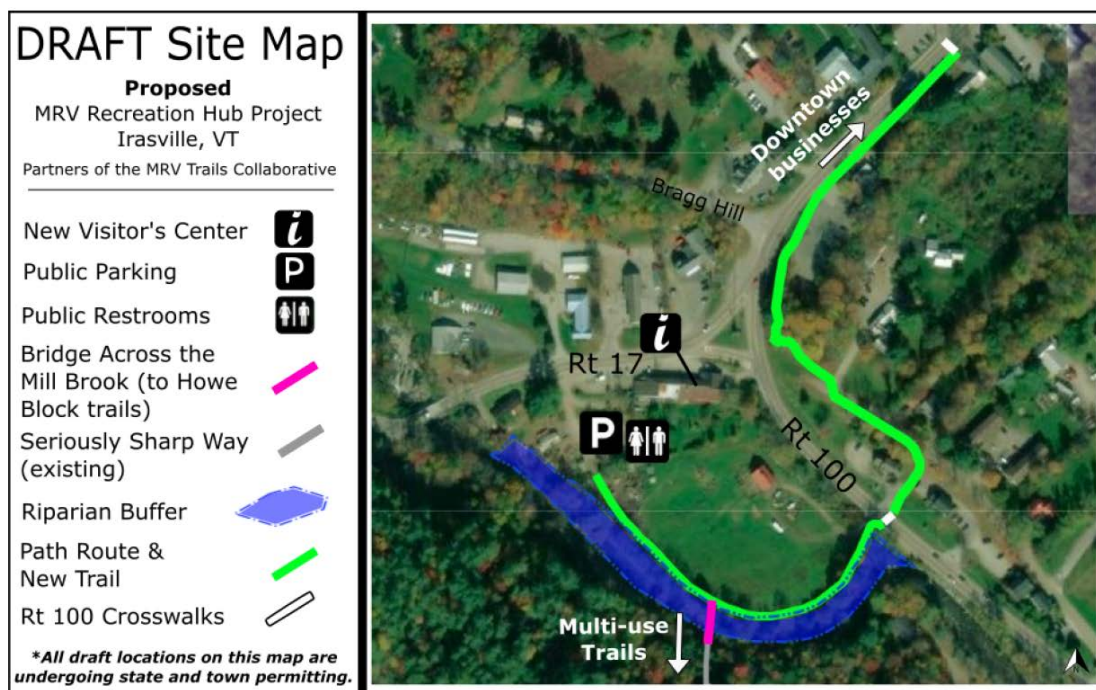 DRAFT Site Map
Proposed
MRV Recreation Hub Project
Irasville, VT
Partners of the MRV Trails Collaborative
New Visitor's Center
i
Public Parking
P
Public Restrooms
Bridge Across the
Mill Brook (to Howe
Block trails)
Seriously Sharp Way
(existing)
Riparian Buffer
Path Route &
New Trail
Rt 100 Crosswalks
*All draft locations on this map are
undergoing state and town permitting.
Downtown
businesses
Bragg Hill
i
Rt 17
P
Rt 100
Multi-use
Trails